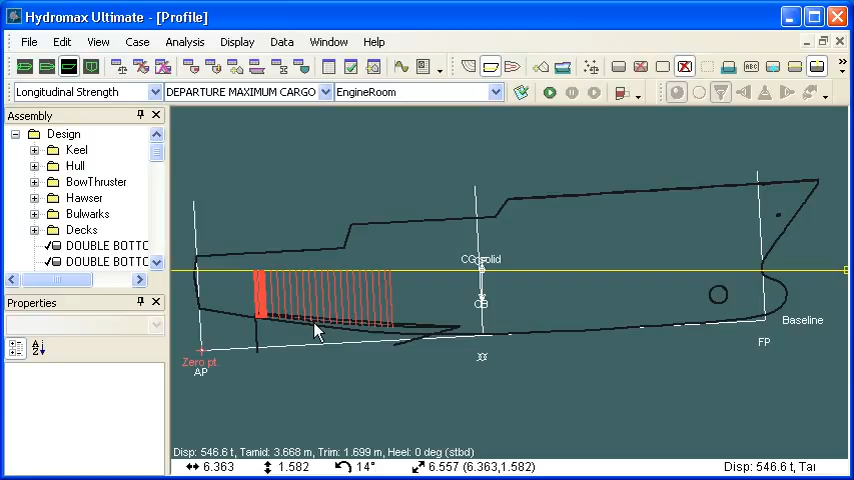 Hydromax Ultimate - [Profile]
File Edit View Case Analysis Display Data Window Help
Longitudinal Strength DEPARTURE MAXIMUM CARGO EngineRoom
Assembly
Design
Keel
Hull
BowThruster
Hawser
Bulwarks
Decks
DOUBLE BOTTC
DOUBLE BOTTC
Properties
A
Z
CG solid
CB
Baseline
FP
Zero pt.
AP
Disp: 546.6 t, Tamid: 3.668 m, Trim: 1.699 m, Heel: 0 deg (stbd)
6.363 1.582 14° 6.557 (6.363,1.582) Disp: 546.6 t, Tar